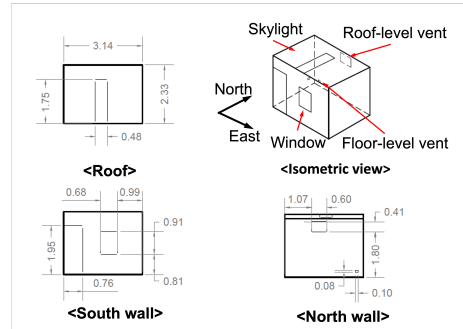 3.14
1.75
2.33
0.48
<Roof>
Skylight
Roof-level vent
North
East
Window
Floor-level vent
<Isometric view>
0.68
0.99
1.95
0.91
0.81
0.76
<South wall>
1.07
0.60
0.41
1.80
0.08
0.10
<North wall>